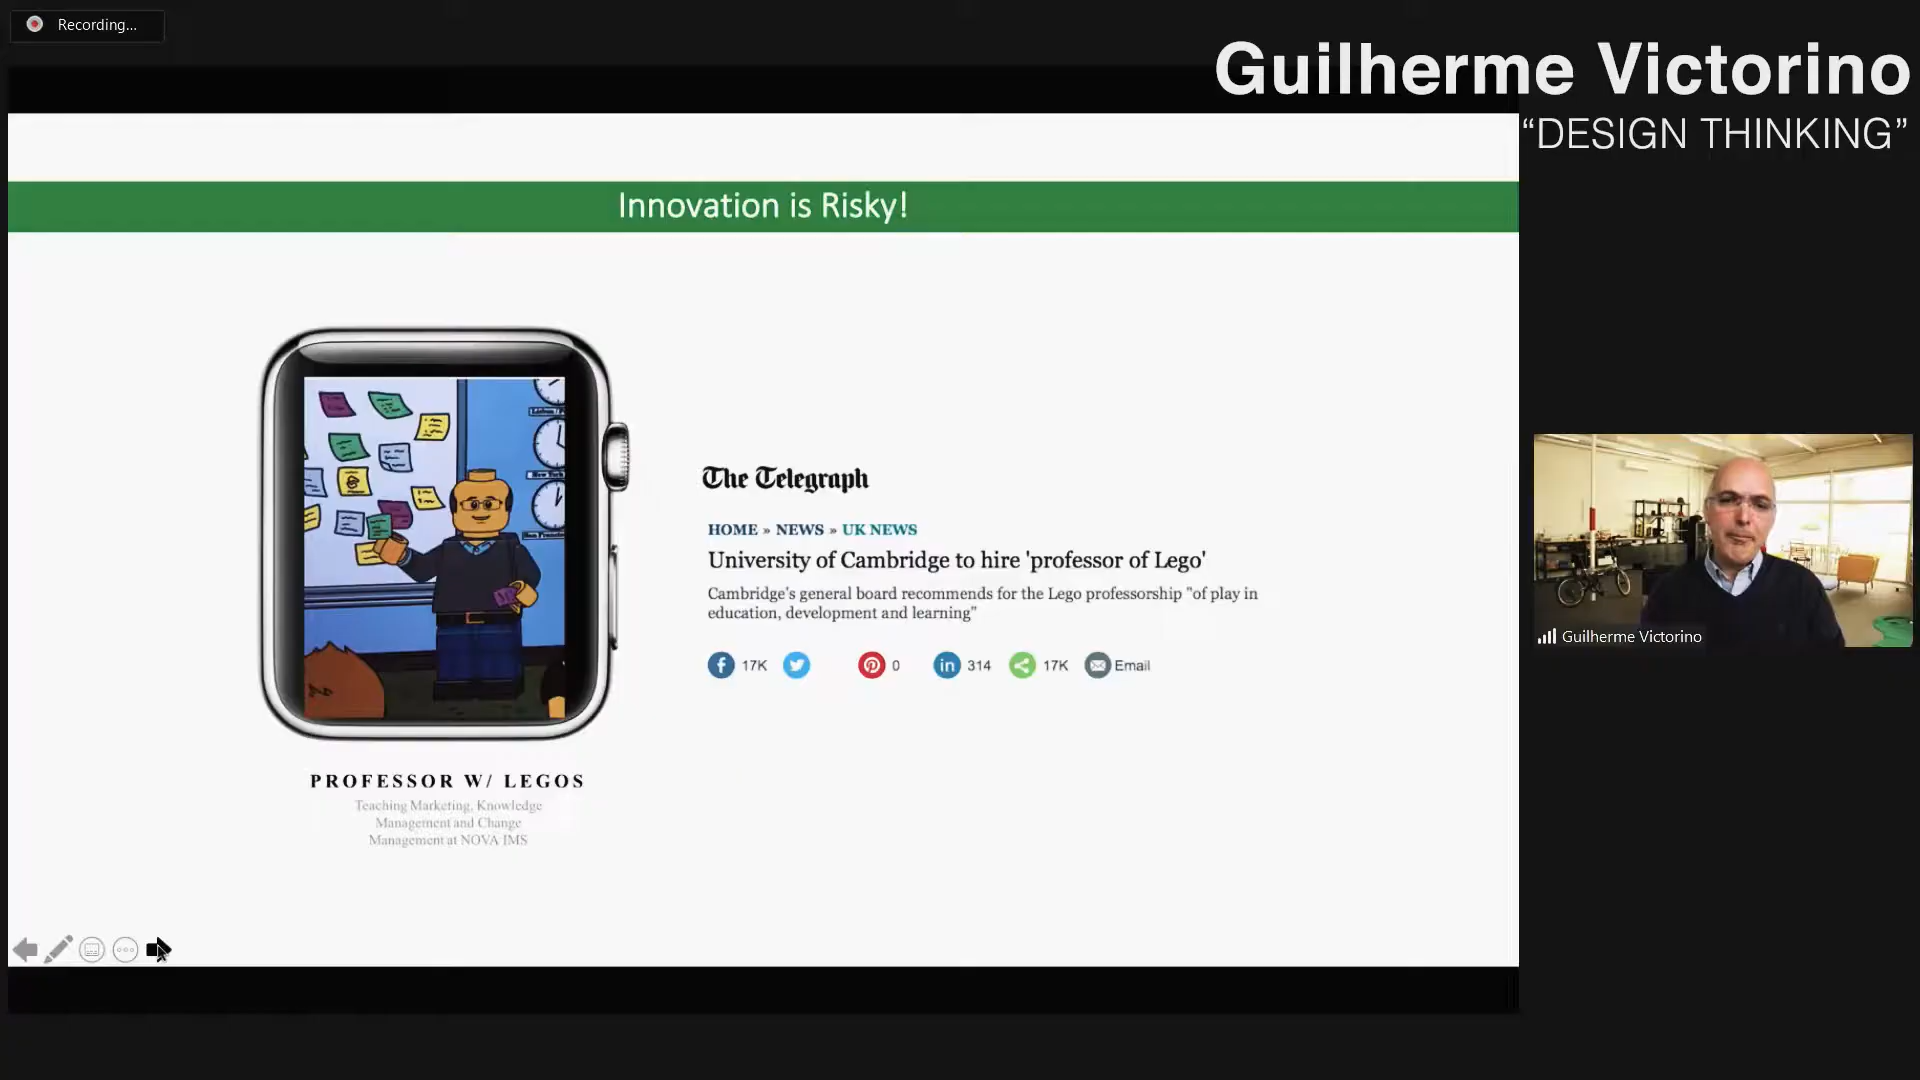 Recording...
Guilherme Victorino
“DESIGN THINKING”
Innovation is Risky!
The Telegraph
HOME » NEWS » UK NEWS
University of Cambridge to hire 'professor of Lego'
Cambridge's general board recommends for the Lego professorship "of play in
education, development and learning"
17K
0
in 314
17K
Email
PROFESSOR W/ LEGOS
Teaching Marketing, Knowledge
Management and Change
Management at NOVA IMS
Guilherme Victorino